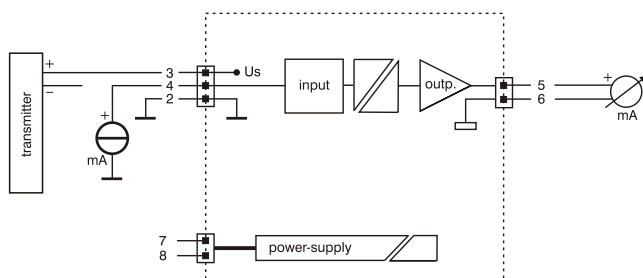 transmitter
+
−
3
4
2
Us
+
mA
input
outp.
5
6
+
mA
7
8
power-supply